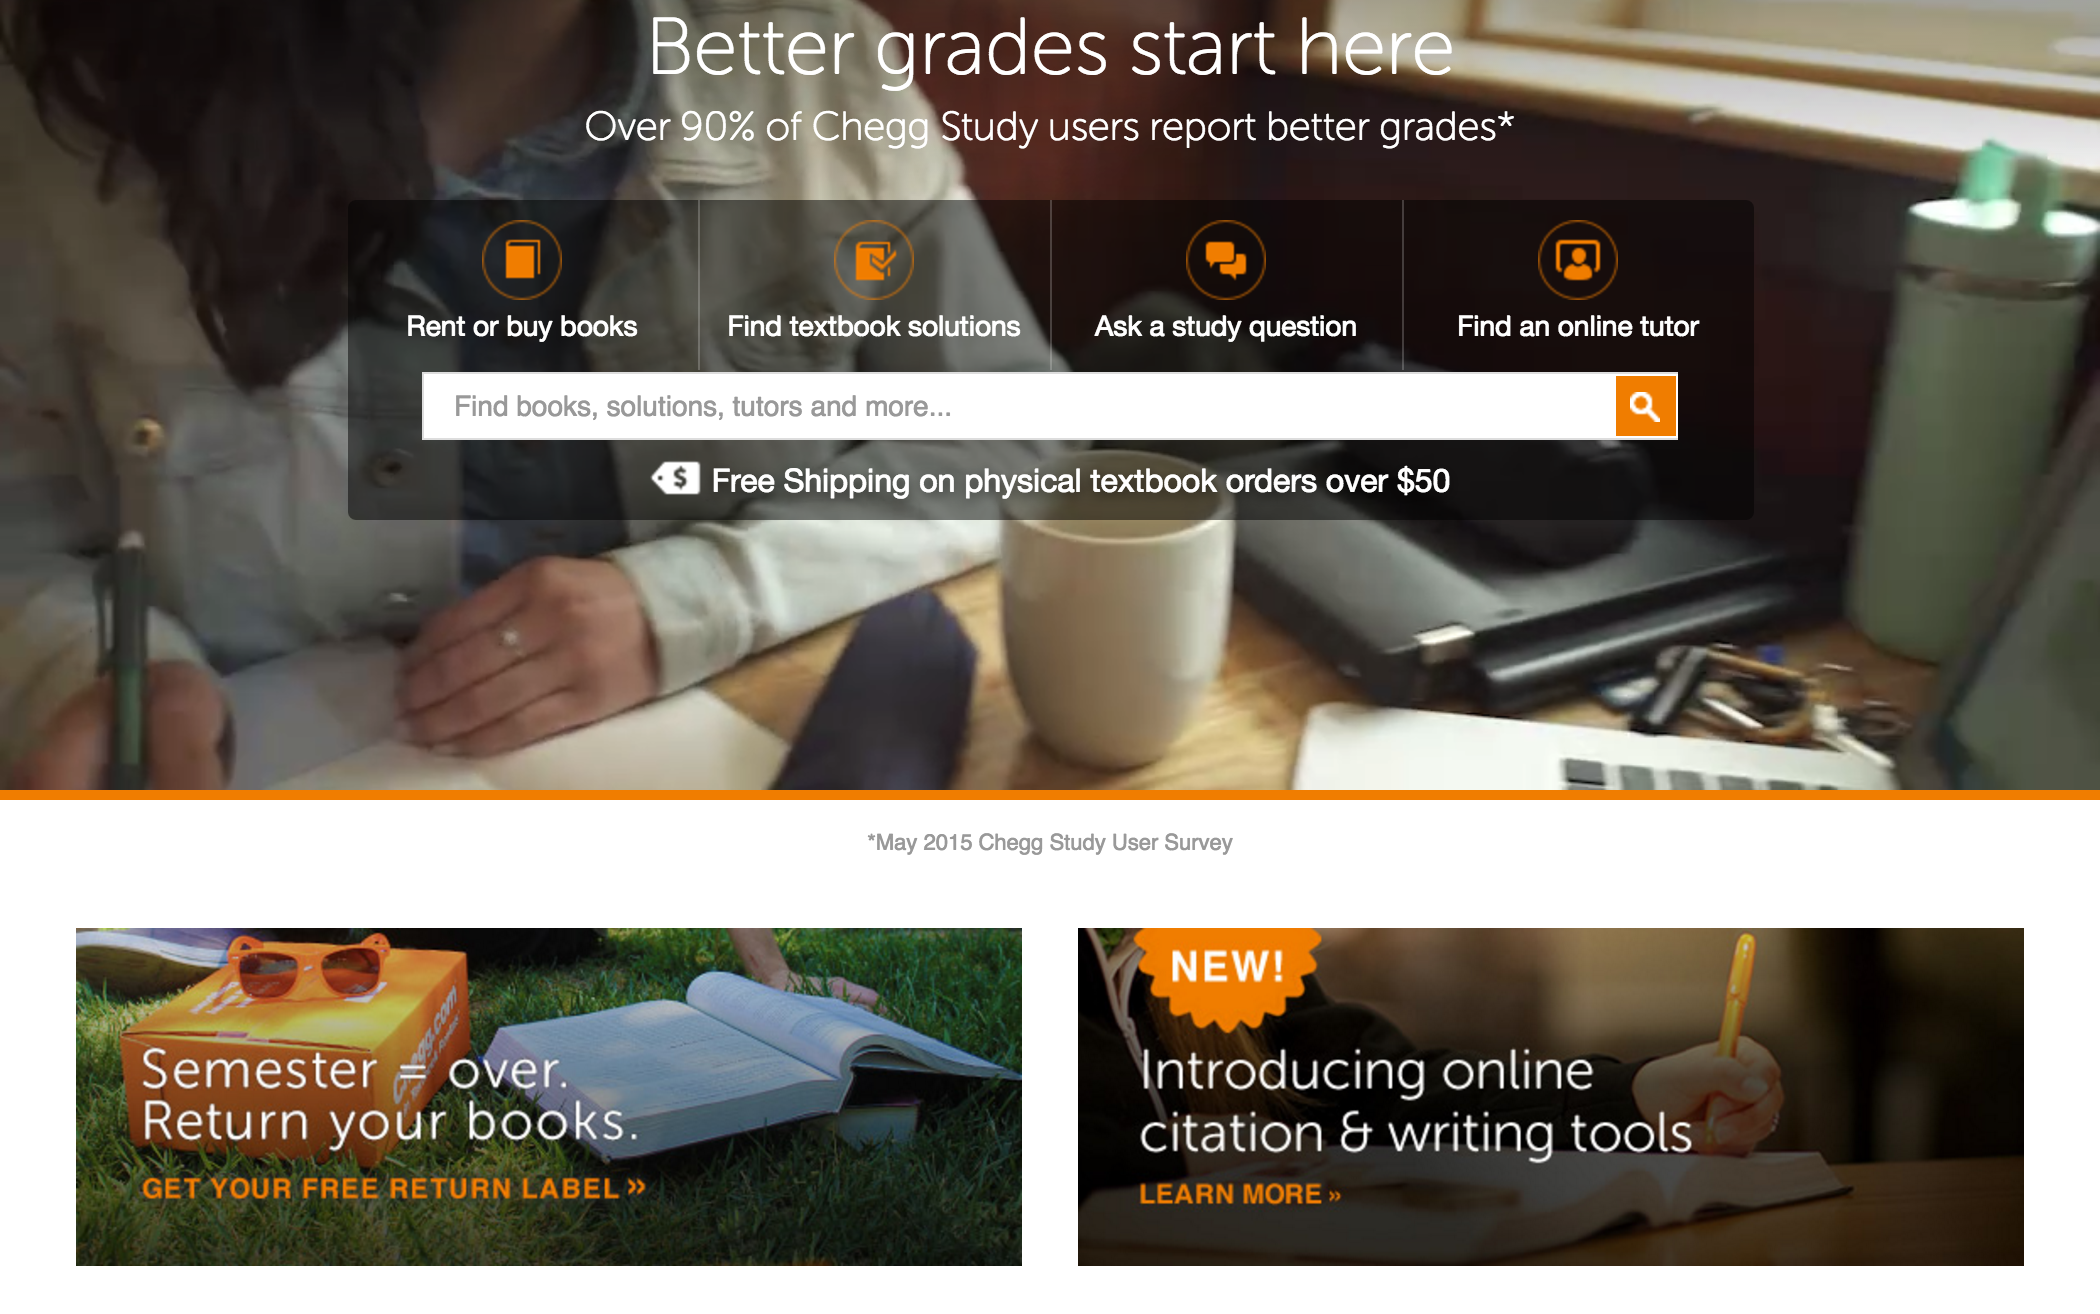 Better grades start here
Over 90% of Chegg Study users report better grades*
Rent or buy books
Find textbook solutions
Ask a study question
Find an online tutor
Find books, solutions, tutors and more...
$
Free Shipping on physical textbook orders over $50
*May 2015 Chegg Study User Survey
Chegg.com
Semester = over.
Return your books.
GET YOUR FREE RETURN LABEL »
NEW!
Introducing online
citation & writing tools
LEARN MORE »